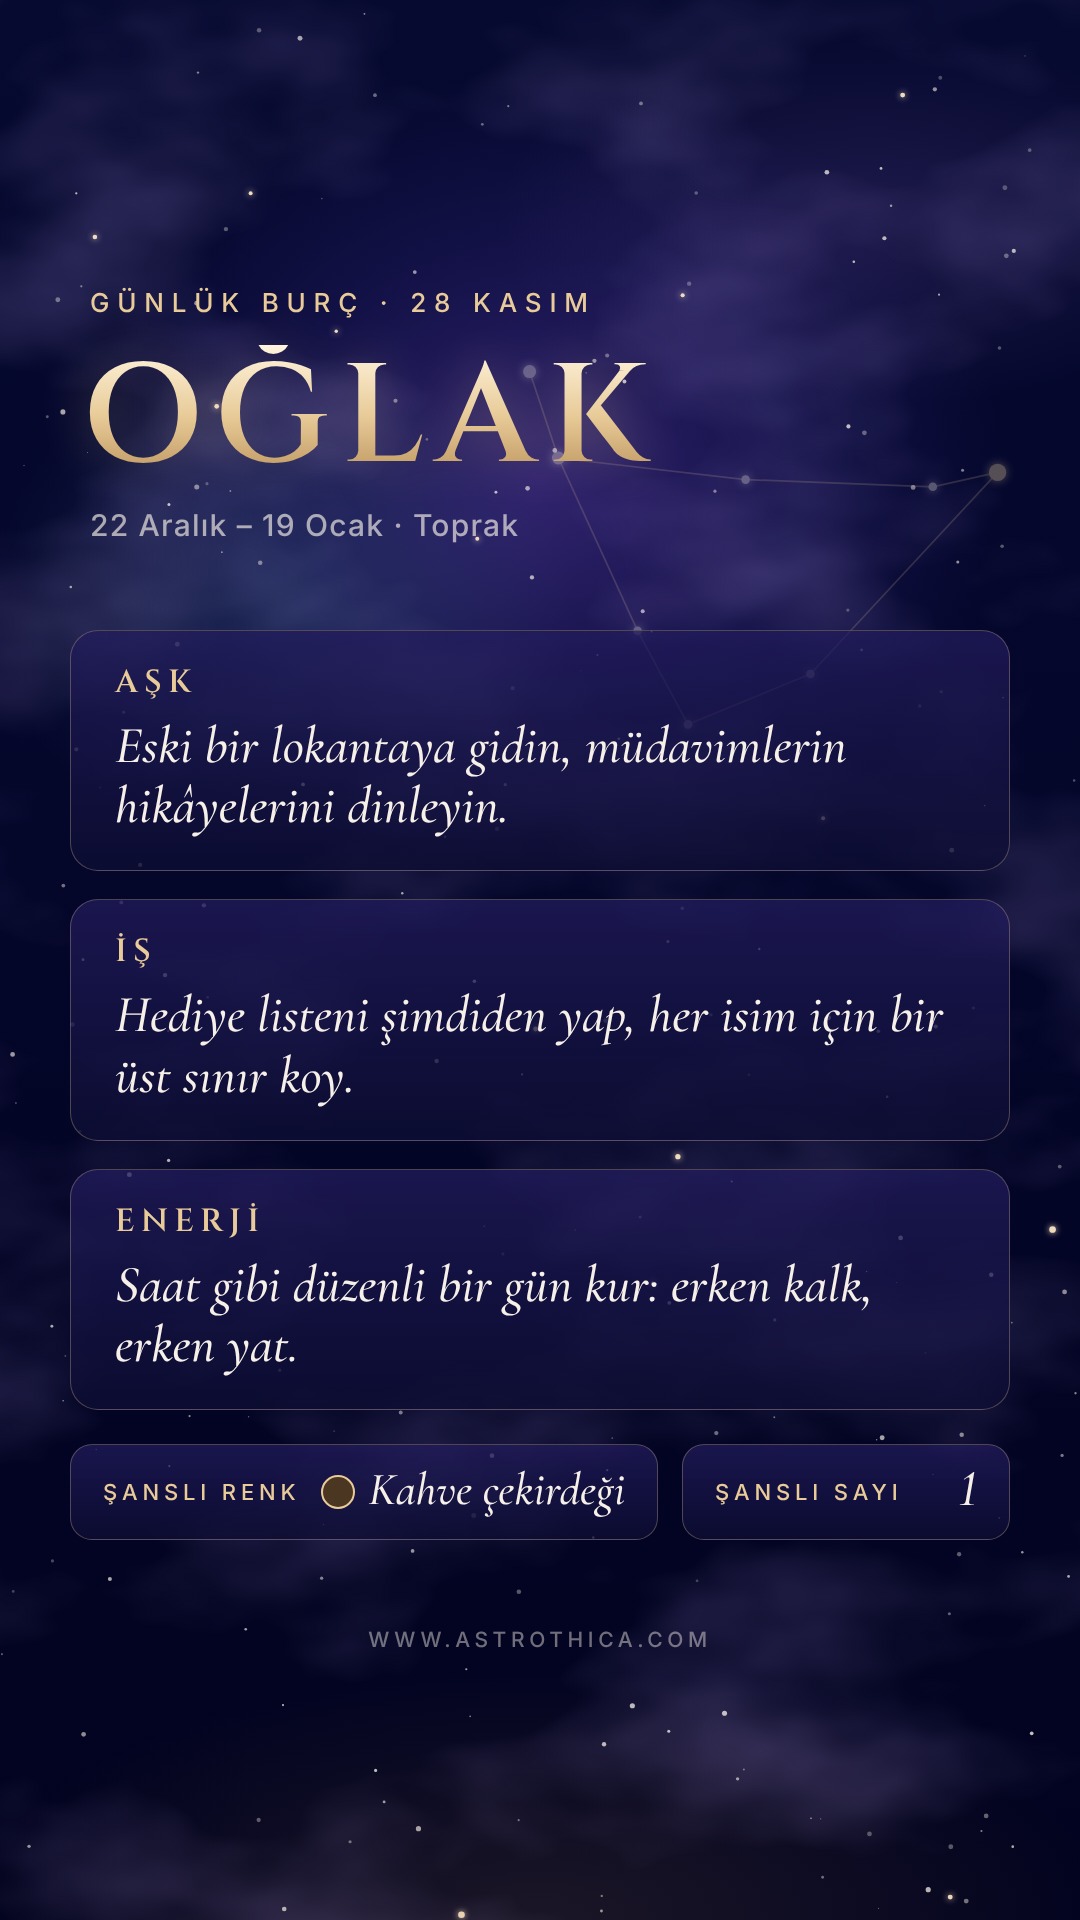 GÜNLÜK BURÇ · 28 KASIM
OĞLAK
22 Aralık – 19 Ocak · Toprak
AŞK
Eski bir lokantaya gidin, müdavimlerin
hikâyelerini dinleyin.
İŞ
Hediye listeni şimdiden yap, her isim için bir
üst sınır koy.
ENERJİ
Saat gibi düzenli bir gün kur: erken kalk,
erken yat.
ŞANSLI RENK Kahve çekirdeği
ŞANSLI SAYI 1
WWW.ASTROTHICA.COM